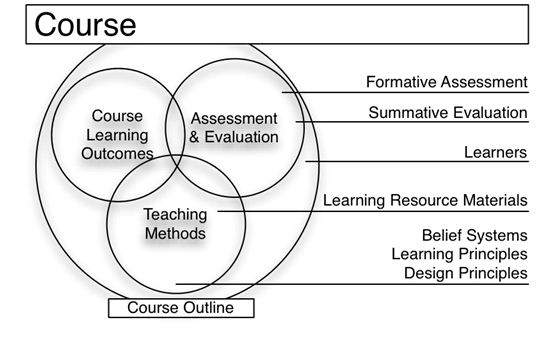 Course
Course
Learning
Outcomes
Assessment
& Evaluation
Teaching
Methods
Formative Assessment
Summative Evaluation
Learners
Learning Resource Materials
Belief Systems
Learning Principles
Design Principles
Course Outline